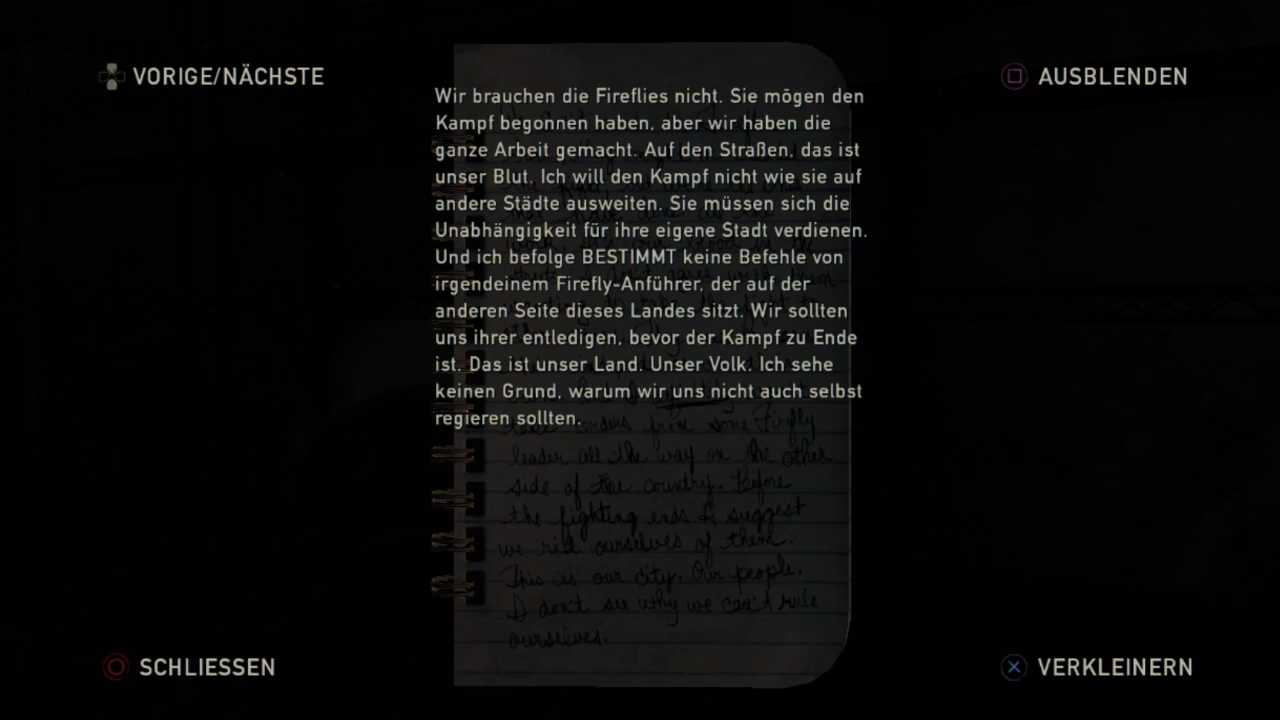 VORIGE/NÄCHSTE
AUSBLENDEN
Wir brauchen die Fireflies nicht. Sie mögen den
Kampf begonnen haben, aber wir haben die
ganze Arbeit gemacht. Auf den Straßen, das ist
unser Blut. Ich will den Kampf nicht wie sie auf
andere Städte ausweiten. Sie müssen sich die
Unabhängigkeit für ihre eigene Stadt verdienen.
Und ich befolge BESTIMMT keine Befehle von
irgendeinem Firefly-Anführer, der auf der
anderen Seite dieses Landes sitzt. Wir sollten
uns ihrer entledigen, bevor der Kampf zu Ende
ist. Das ist unser Land. Unser Volk. Ich sehe
keinen Grund, warum wir uns nicht auch selbst
regieren sollten.
take orders from some Firefly
leader all the way on the other
side of the country. Before
the fighting ends I suggest
we rid ourselves of them.
This is our city. Our people.
I don't see why we can't rule
ourselves.
SCHLIESSEN
VERKLEINERN